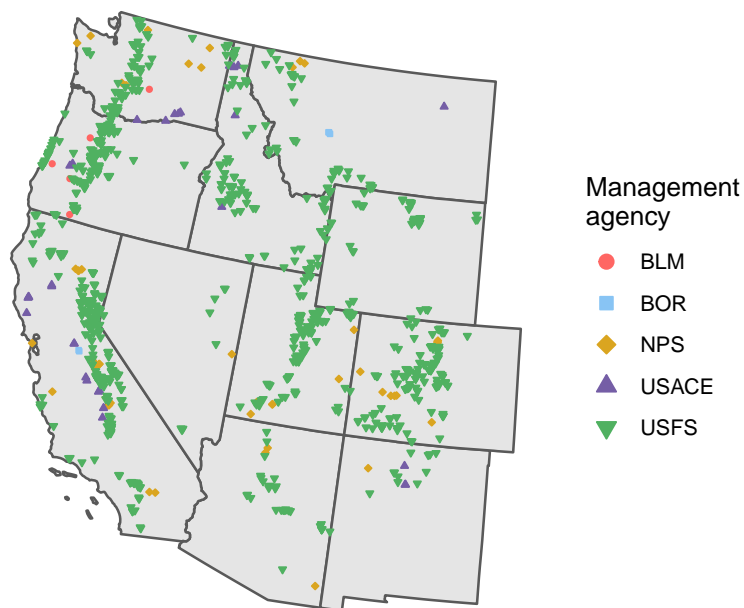 Management
agency
BLM
BOR
NPS
USACE
USFS